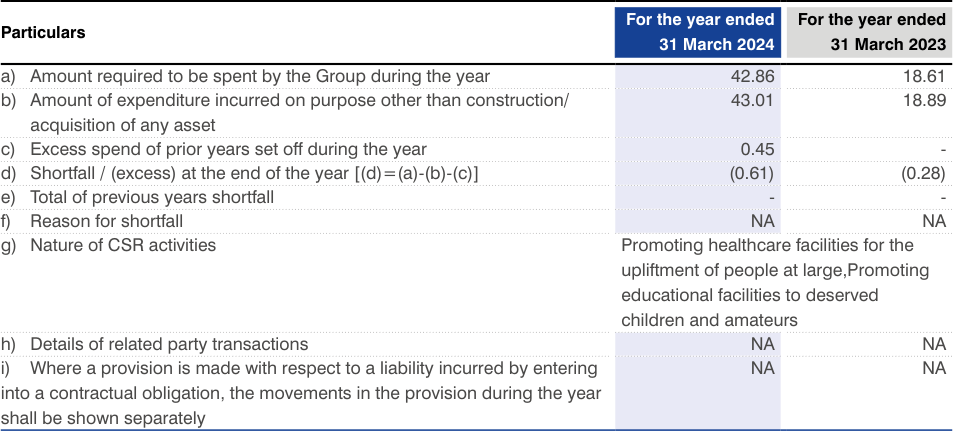 Particulars For the year ended 31 March 2024 For the year ended 31 March 2023
a) Amount required to be spent by the Group during the year 42.86 18.61
b) Amount of expenditure incurred on purpose other than construction/ 43.01 18.89
acquisition of any asset
c) Excess spend of prior years set off during the year 0.45 -
d) Shortfall / (excess) at the end of the year [(d)=(a)-(b)-(c)] (0.61) (0.28)
e) Total of previous years shortfall - -
f) Reason for shortfall NA NA
g) Nature of CSR activities Promoting healthcare facilities for the
upliftment of people at large,Promoting
educational facilities to deserved
children and amateurs
h) Details of related party transactions NA NA
i) Where a provision is made with respect to a liability incurred by entering NA NA
into a contractual obligation, the movements in the provision during the year
shall be shown separately